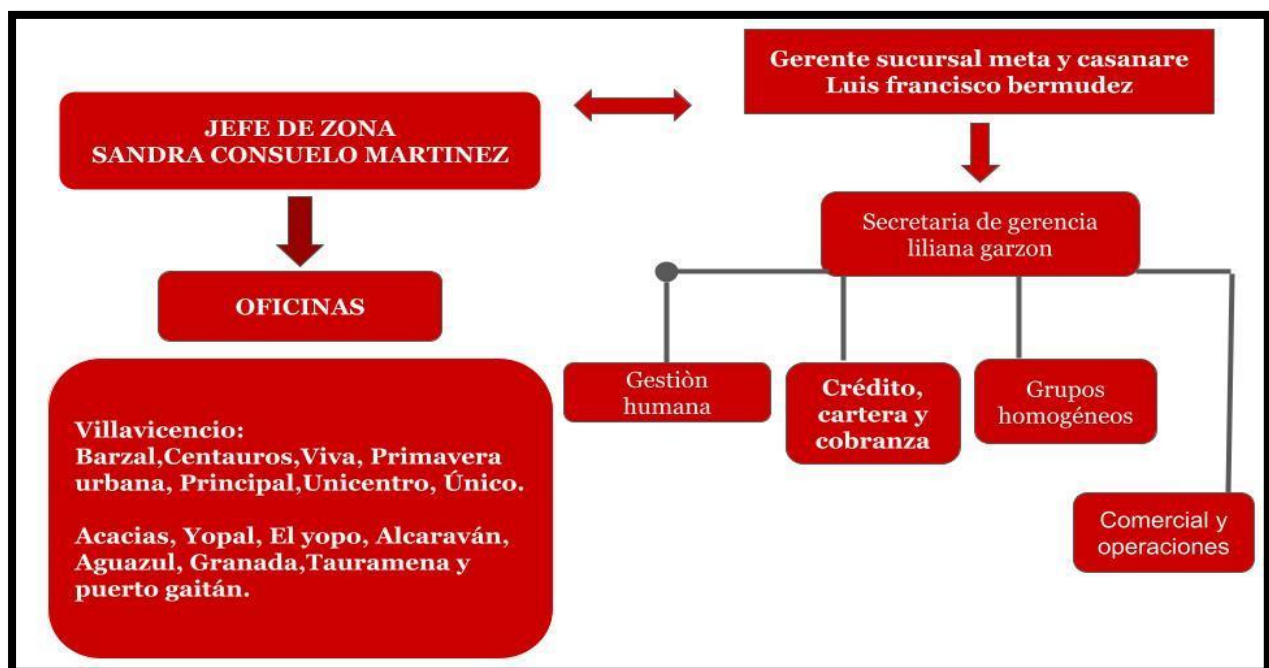 Gerente sucursal meta y casanare
Luis francisco bermudez
JEFE DE ZONA
SANDRA CONSUELO MARTINEZ
Secretaria de gerencia
liliana garzon
OFICINAS
Gestiòn
humana
Crédito,
cartera y
cobranza
Grupos
homogéneos
Comercial y
operaciones
Villavicencio:
Barzal,Centauros,Viva, Primavera
urbana, Principal,Unicentro, Único.
Acacias, Yopal, El yopo, Alcaraván,
Aguazul, Granada,Tauramena y
puerto gaitán.